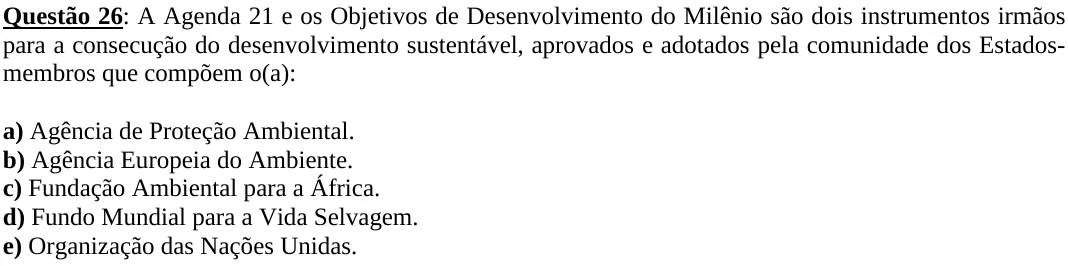 Questão 26: A Agenda 21 e os Objetivos de Desenvolvimento do Milênio são dois instrumentos irmãos
para a consecução do desenvolvimento sustentável, aprovados e adotados pela comunidade dos Estados-
membros que compõem o(a):
a) Agência de Proteção Ambiental.
b) Agência Europeia do Ambiente.
c) Fundação Ambiental para a África.
d) Fundo Mundial para a Vida Selvagem.
e) Organização das Nações Unidas.